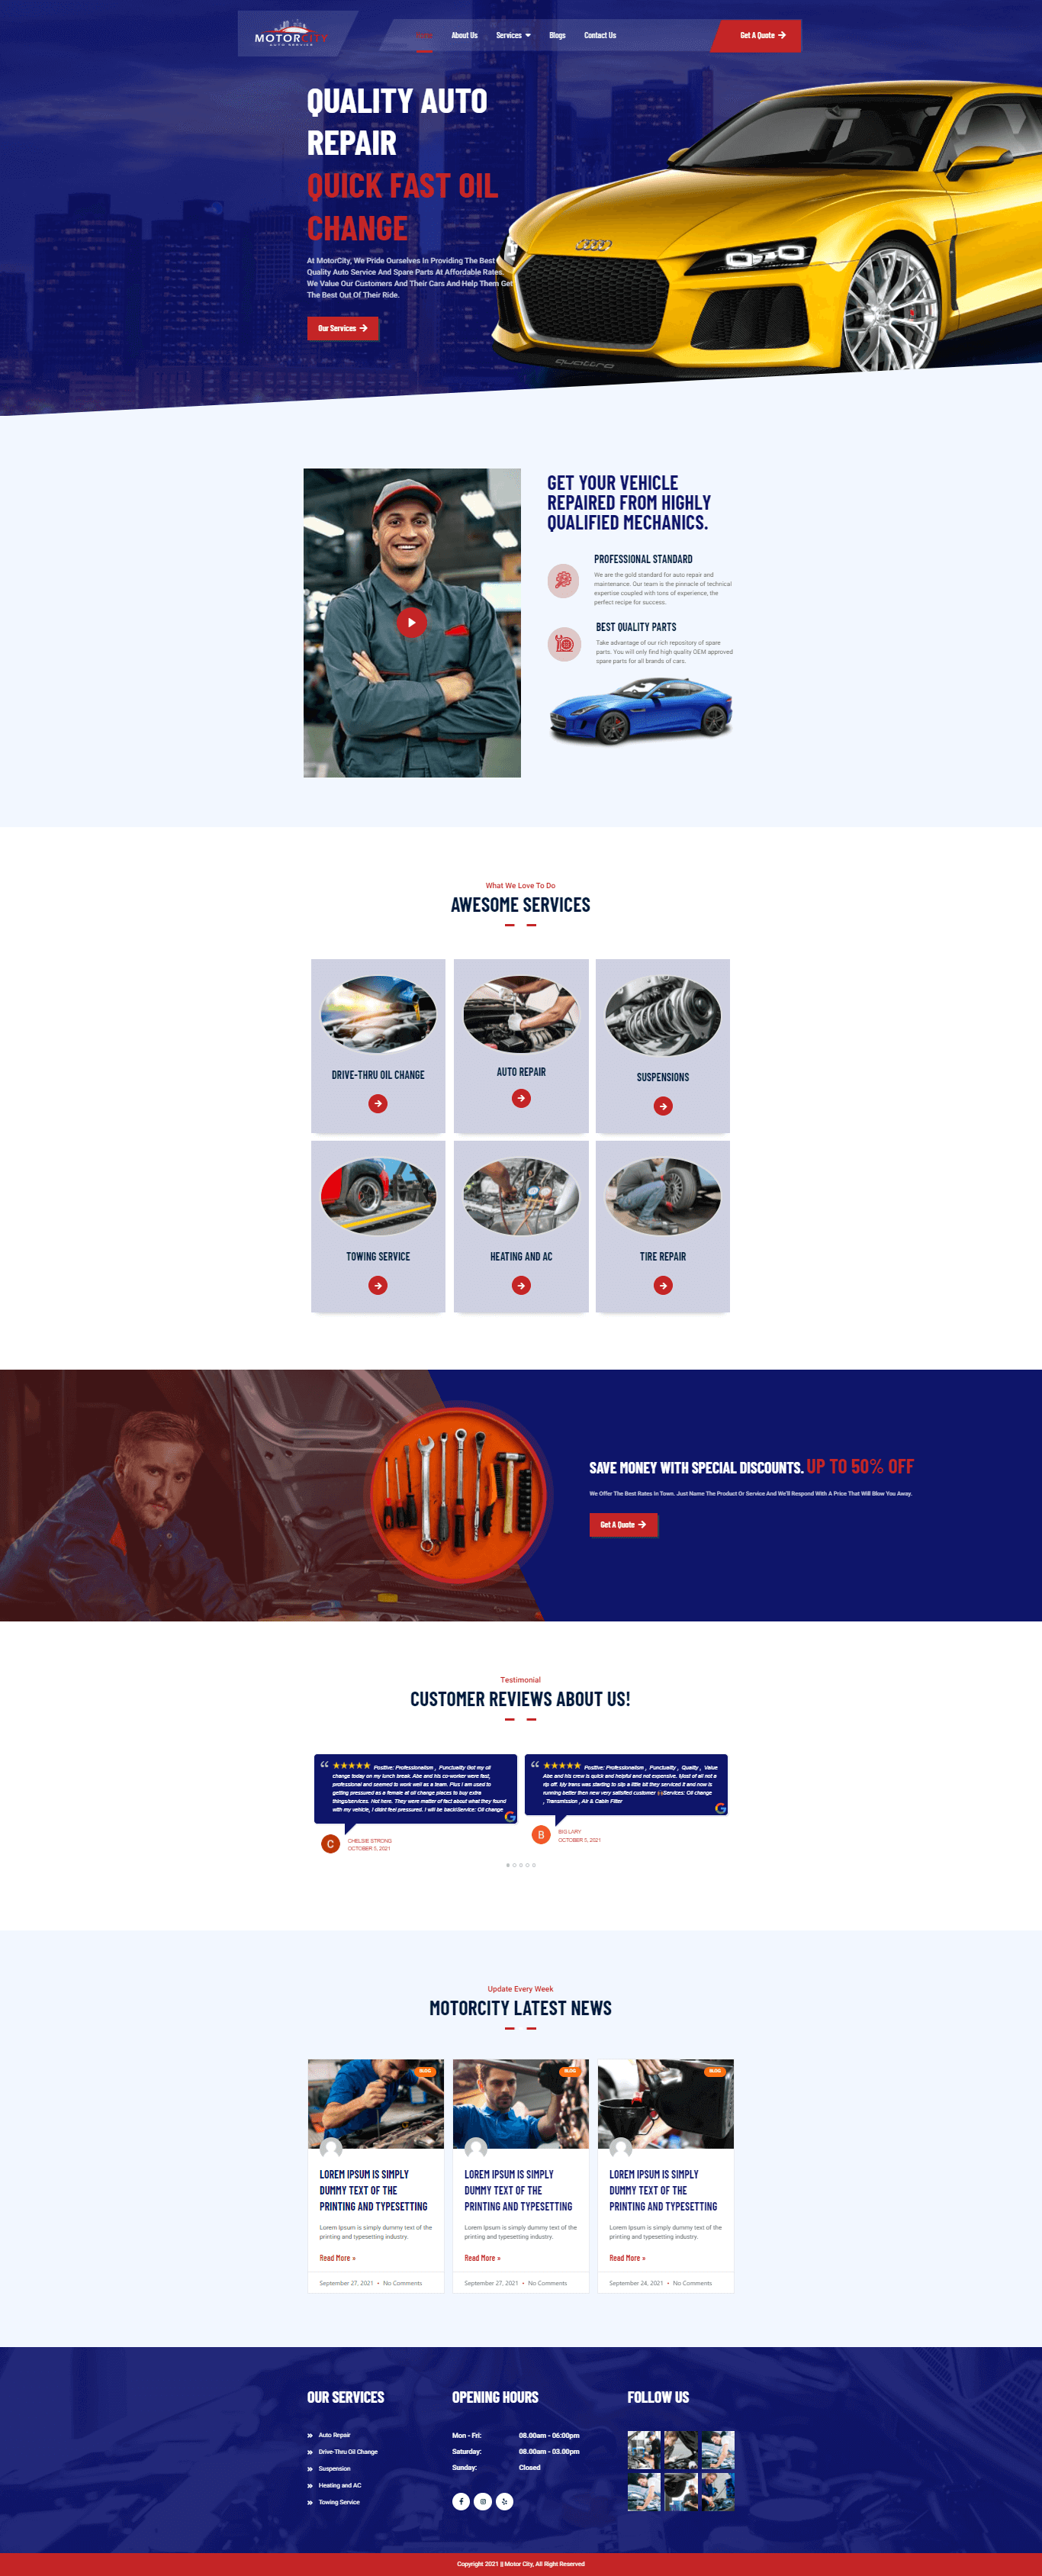 MOTORCITY
AUTO SERVICE
About Us
Services
Blogs
Contact Us
Get A Quote
QUALITY AUTO
REPAIR
QUICK FAST OIL
CHANGE
At MotorCity, We Pride Ourselves In Providing The Best
Quality Auto Service And Spare Parts At Affordable Rates.
We Value Our Customers And Their Cars And Help Them Get
The Best Out Of Their Ride.
Our Services
quattro
GET YOUR VEHICLE
REPAIRED FROM HIGHLY
QUALIFIED MECHANICS.
PROFESSIONAL STANDARD
We are the gold standard for auto repair and
maintenance. Our team is the pinnacle of technical
expertise coupled with tons of experience, the
perfect recipe for success.
BEST QUALITY PARTS
Take advantage of our rich repository of spare
parts. You will only find high quality OEM approved
spare parts for all brands of cars.
What We Love To Do
AWESOME SERVICES
DRIVE-THRU OIL CHANGE
AUTO REPAIR
SUSPENSIONS
TOWING SERVICE
HEATING AND AC
TIRE REPAIR
SAVE MONEY WITH SPECIAL DISCOUNTS. UP TO 50% OFF
We Offer The Best Rates In Town. Just Name The Product Or Service And We'll Respond With A Price That Will Blow You Away.
Get A Quote
Testimonial
CUSTOMER REVIEWS ABOUT US!
Positive: Professionalism , Punctuality Got my oil
change today on my lunch break. Abe and his co-worker were fast,
professional and seemed to work well as a team. Plus I am used to
getting pressured as a female at oil change places to buy extra
things/services. Not here. They were matter of fact about what they found
with my vehicle, I didnt feel pressured. I will be back!Service: Oil change
C
CHELSIE STRONG
OCTOBER 5, 2021
Positive: Professionalism , Punctuality , Quality , Value
Abe and his crew is quick and helpful and not expensive. Most of all not a
rip off. My trans was starting to slip a little bit they serviced it and now is
running better then new very satisfied customer Services: Oil change
, Transmission , Air & Cabin Filter
B
BIG LARY
OCTOBER 5, 2021
Update Every Week
MOTORCITY LATEST NEWS
BLOG
LOREM IPSUM IS SIMPLY
DUMMY TEXT OF THE
PRINTING AND TYPESETTING
Lorem Ipsum is simply dummy text of the
printing and typesetting industry.
Read More »
September 27, 2021 • No Comments
BLOG
LOREM IPSUM IS SIMPLY
DUMMY TEXT OF THE
PRINTING AND TYPESETTING
Lorem Ipsum is simply dummy text of the
printing and typesetting industry.
Read More »
September 27, 2021 • No Comments
BLOG
LOREM IPSUM IS SIMPLY
DUMMY TEXT OF THE
PRINTING AND TYPESETTING
Lorem Ipsum is simply dummy text of the
printing and typesetting industry.
Read More »
September 24, 2021 • No Comments
OUR SERVICES
Auto Repair
Drive-Thru Oil Change
Suspension
Heating and AC
Towing Service
OPENING HOURS
Mon - Fri: 08.00am - 06:00pm
Saturday: 08.00am - 03.00pm
Sunday: Closed
FOLLOW US
Copyright 2021 || Motor City, All Right Reserved